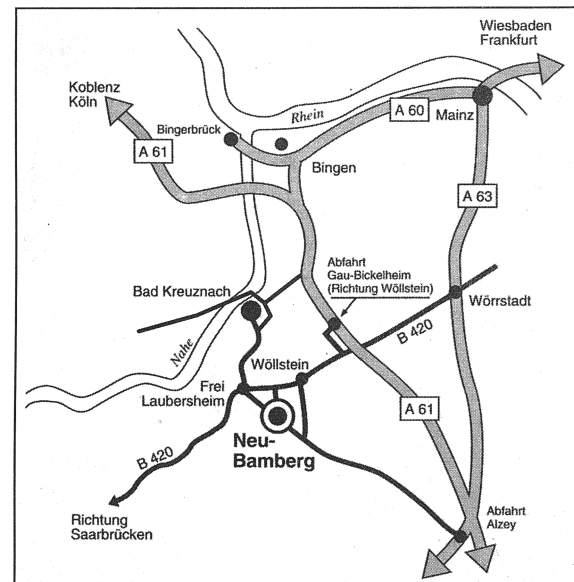 Wiesbaden
Frankfurt
Koblenz
Köln
Rhein
A 60
Mainz
Bingerbrück
A 61
Bingen
A 63
Abfahrt
Gau-Bickelheim
(Richtung Wöllstein)
Bad Kreuznach
Wörrstadt
B 420
Nahe
Wöllstein
Frei
Laubersheim
A 61
Neu-
Bamberg
B 420
Richtung
Saarbrücken
Abfahrt
Alzey